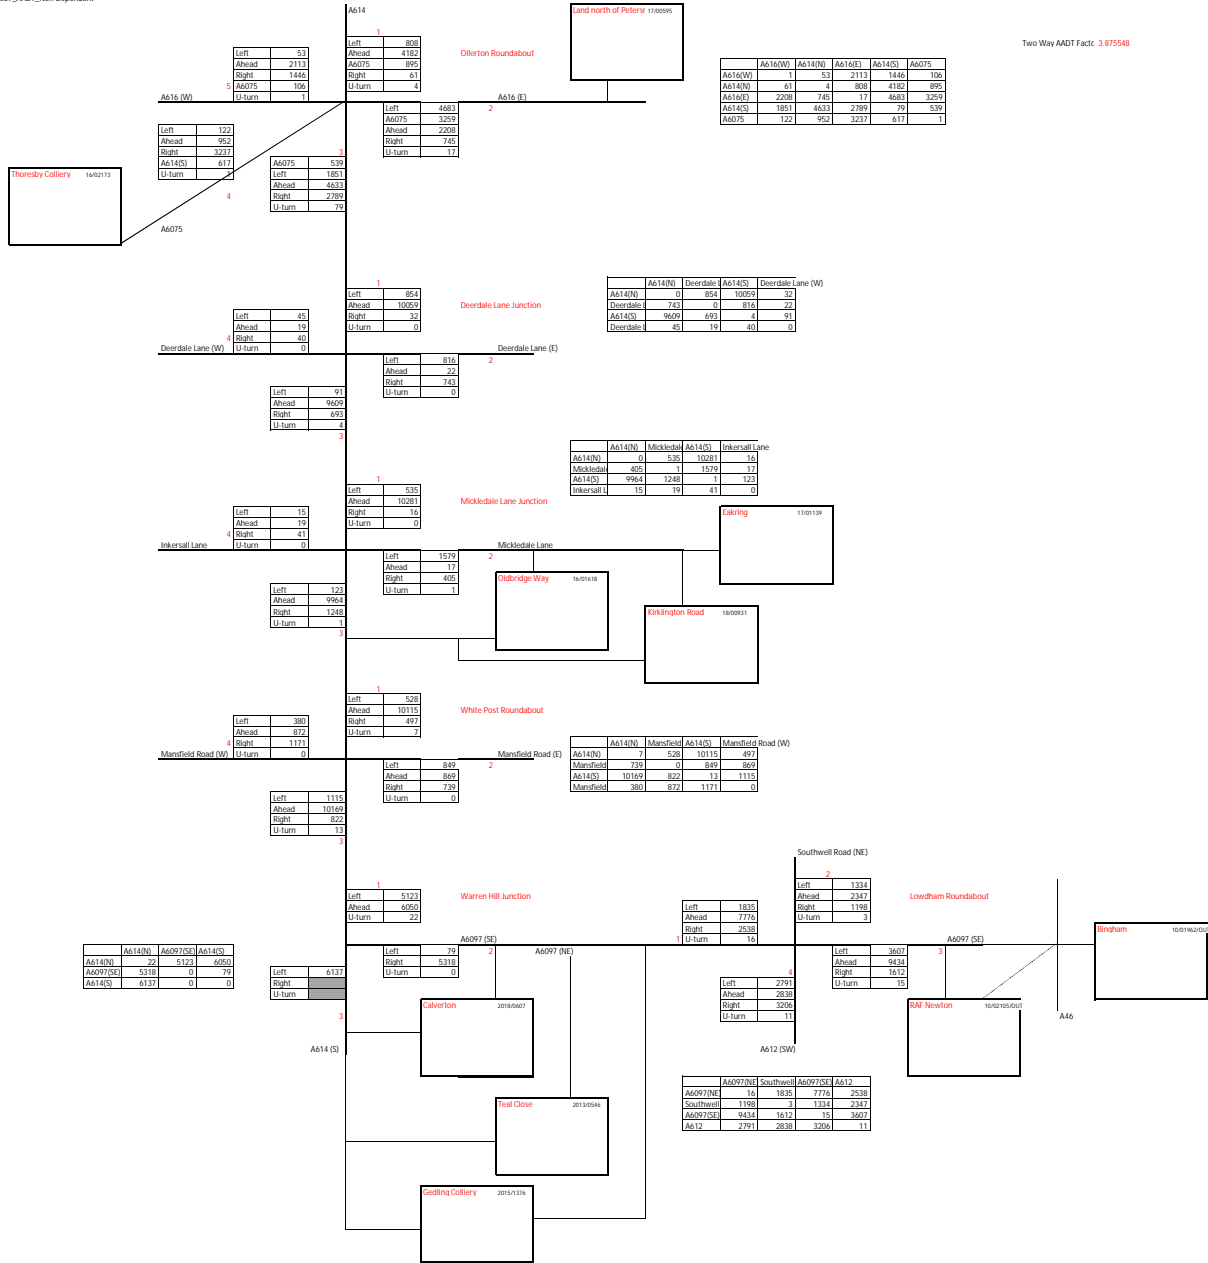 A614
Land north of Petersr 17/00595
1
Left 808
Ahead 4182
A6075 895
Right 61
U-turn 4
Ollerton Roundabout
Two Way AADT Factc 3.875548
Left 53
Ahead 2113
Right 1446
5 A6075 106
U-turn 1
A616 (W)
A616 (E)
2
A616(W) A614(N) A616(E) A614(S) A6075
A616(W) 1 53 2113 1446 106
A614(N) 61 4 808 4182 895
A616(E) 2208 745 17 4683 3259
A614(S) 1851 4633 2789 79 539
A6075 122 952 3237 617 1
Left 4683
A6075 3259
Ahead 2208
Right 745
U-turn 17
Left 122
Ahead 952
Right 3237
A614(S) 617
U-turn 1
4
3
A6075 539
Left 1851
Ahead 4633
Right 2789
U-turn 79
Thoresby Colliery 16/02173
A6075
1
Left 854
Ahead 10059
Right 32
U-turn 0
Deerdale Lane Junction
A614(N) Deerdale L A614(S) Deerdale Lane (W)
A614(N) 0 854 10059 32
Deerdale L 743 0 816 22
A614(S) 9609 693 4 91
Deerdale L 45 19 40 0
Left 45
Ahead 19
4 Right 40
U-turn 0
Deerdale Lane (W)
Deerdale Lane (E)
2
Left 816
Ahead 22
Right 743
U-turn 0
Left 91
Ahead 9609
Right 693
U-turn 4
3
A614(N) Mickledale A614(S) Inkersall Lane
A614(N) 0 535 10281 16
Mickledale 405 1 1579 17
A614(S) 9964 1248 1 123
Inkersall L 15 19 41 0
1
Left 535
Ahead 10281
Right 16
U-turn 0
Mickledale Lane Junction
Left 15
Ahead 19
4 Right 41
U-turn 0
Inkersall Lane
Mickledale Lane
2
Eakring 17/01139
Left 1579
Ahead 17
Right 405
U-turn 1
Oldbridge Way 16/01618
Kirklington Road 18/00931
Left 123
Ahead 9964
Right 1248
U-turn 1
3
1
Left 528
Ahead 10115
Right 497
U-turn 7
White Post Roundabout
Left 380
Ahead 872
4 Right 1171
U-turn 0
Mansfield Road (W)
Mansfield Road (E)
2
A614(N) Mansfield A614(S) Mansfield Road (W)
A614(N) 7 528 10115 497
Mansfield 739 0 849 869
A614(S) 10169 822 13 1115
Mansfield 380 872 1171 0
Left 849
Ahead 869
Right 739
U-turn 0
Left 1115
Ahead 10169
Right 822
U-turn 13
3
Southwell Road (NE)
1
Left 5123
Ahead 6050
U-turn 22
Warren Hill Junction
2
Left 1334
Ahead 2347
Right 1198
U-turn 3
Lowdham Roundabout
Left 1835
Ahead 7776
Right 2538
1 U-turn 16
A6097 (SE)
A6097 (NE)
A6097 (SE)
A614(N) A6097(SE) A614(S)
A614(N) 22 5123 6050
A6097(SE) 5318 0 79
A614(S) 6137 0 0
Left 6137
Right
U-turn
3
Left 79
Right 5318
U-turn 0
2
Left 3607
Ahead 9434
Right 1612
U-turn 15
3
4
Left 2791
Ahead 2838
Right 3206
U-turn 11
Bingham 10/01962/OUT
RAF Newton 10/02105/OUT
A46
Calverton 2018/0607
A614 (S)
A612 (SW)
A6097(NE) Southwell A6097(SE) A612
A6097(NE) 16 1835 7776 2538
Southwell 1198 3 1334 2347
A6097(SE) 9434 1612 15 3607
A612 2791 2838 3206 11
Teal Close 2013/0546
Gedling Colliery 2015/1376